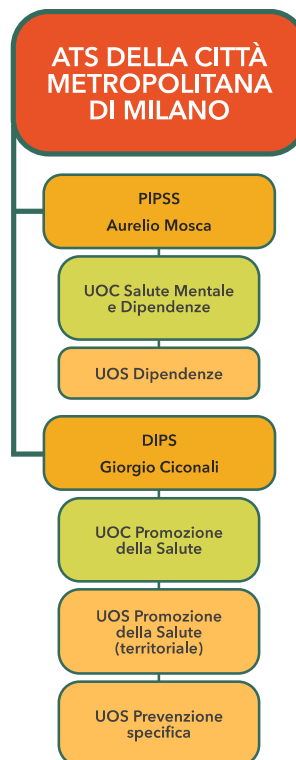 ATS DELLA CITTÀ
METROPOLITANA
DI MILANO
PIPSS
Aurelio Mosca
UOC Salute Mentale
e Dipendenze
UOS Dipendenze
DIPS
Giorgio Ciconali
UOC Promozione
della Salute
UOS Promozione
della Salute
(territoriale)
UOS Prevenzione
specifica